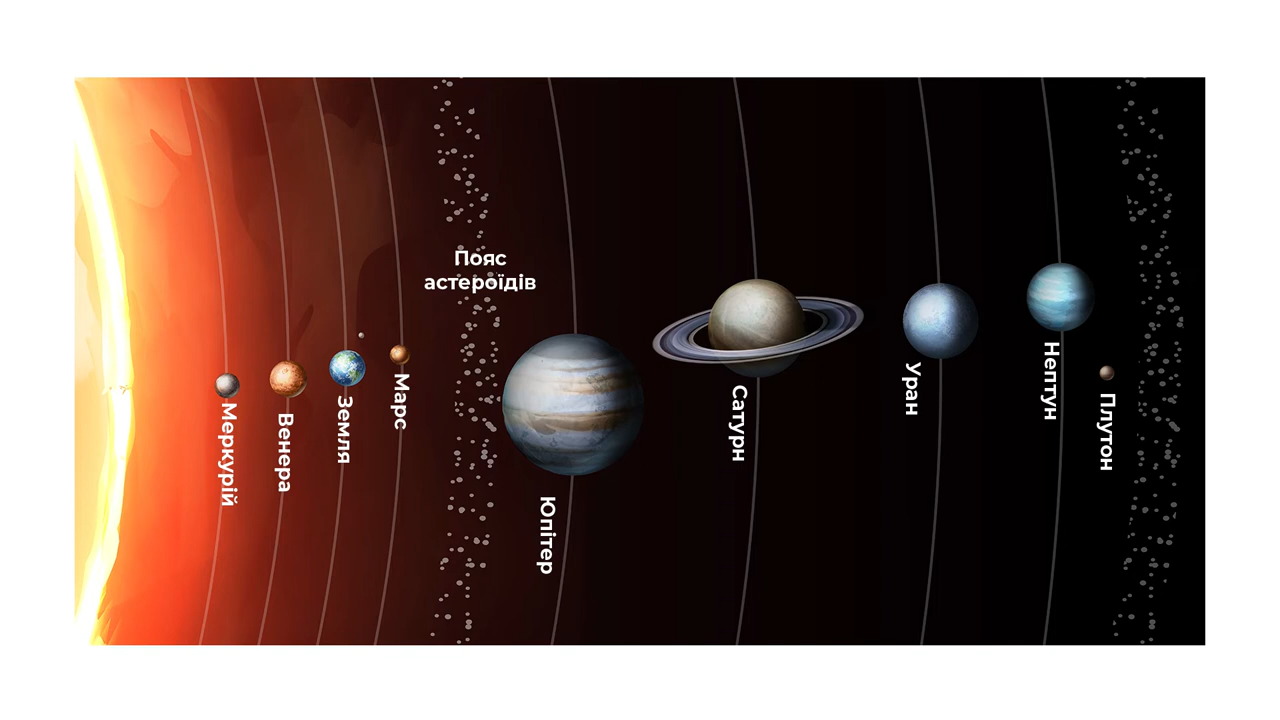 Меркурій
Венера
Земля
Марс
Пояс
астероїдів
Юпітер
Сатурн
Уран
Нептун
Плутон